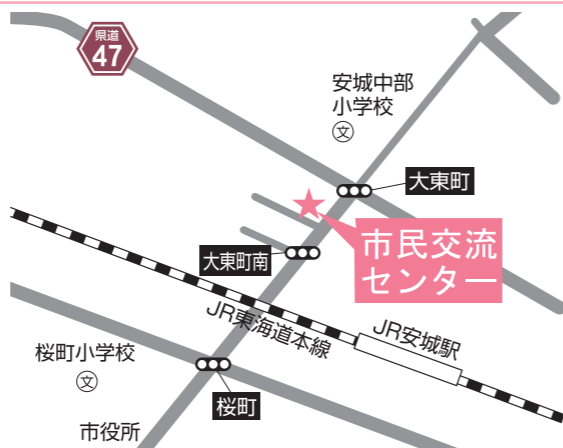 県道
47
安城中部
小学校
文
大東町
市民交流
センター
大東町南
JR東海道本線
JR安城駅
桜町小学校
文
桜町
市役所